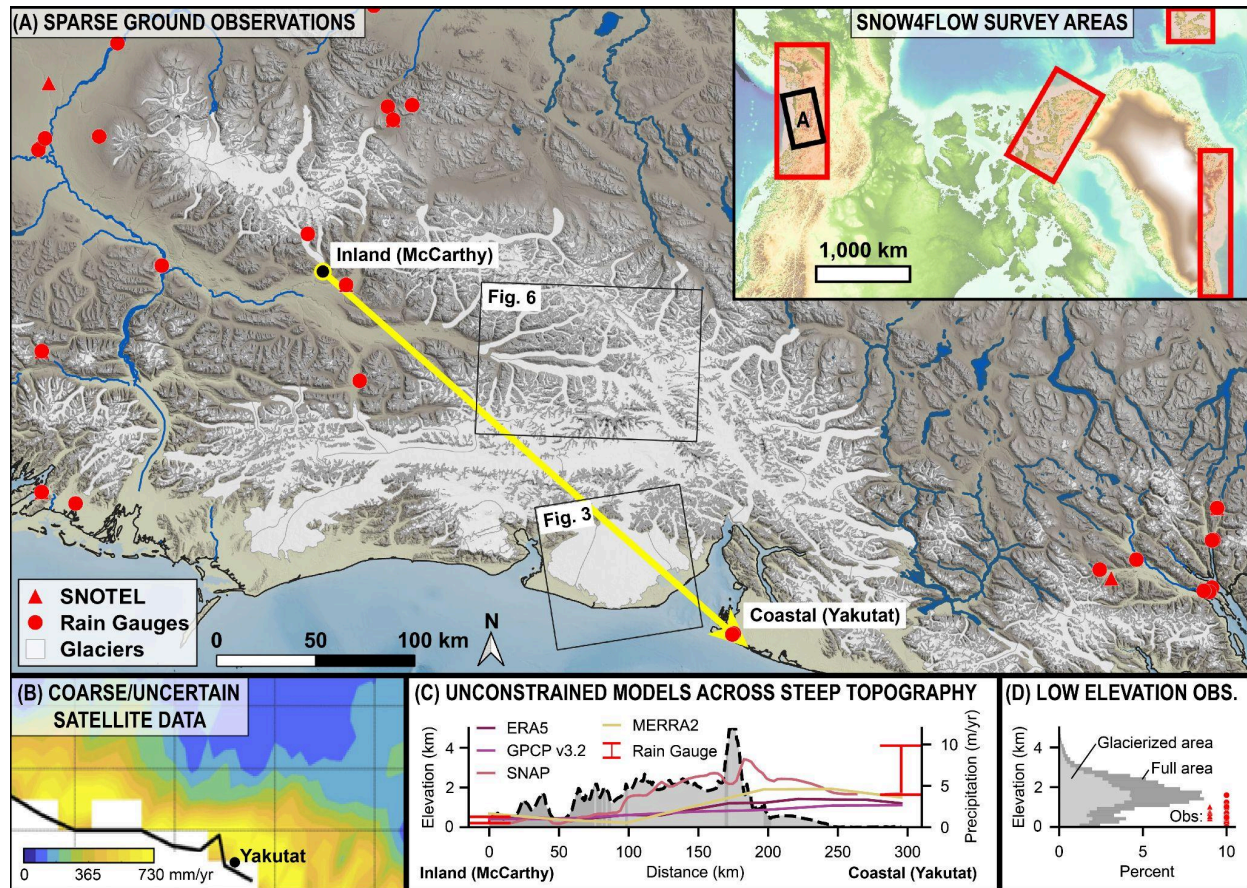 (A) SPARSE GROUND OBSERVATIONS
SNOW4FLOW SURVEY AREAS
A
1,000 km
Inland (McCarthy)
Fig. 6
Fig. 3
Coastal (Yakutat)
SNOTEL
Rain Gauges
Glaciers
0 50 100 km
N
(B) COARSE/UNCERTAIN
SATELLITE DATA
Yakutat
0 365 730 mm/yr
(C) UNCONSTRAINED MODELS ACROSS STEEP TOPOGRAPHY
ERA5
GPCP v3.2
SNAP
MERRA2
Rain Gauge
Elevation (km)
4
2
0
Precipitation (m/yr)
10
5
0
0 50 100 150 200 250 300
Inland (McCarthy)
Distance (km)
Coastal (Yakutat)
(D) LOW ELEVATION OBS.
Elevation (km)
4
2
0
Glacierized area
Full area
Obs:
0 2 4 6 8 10
Percent